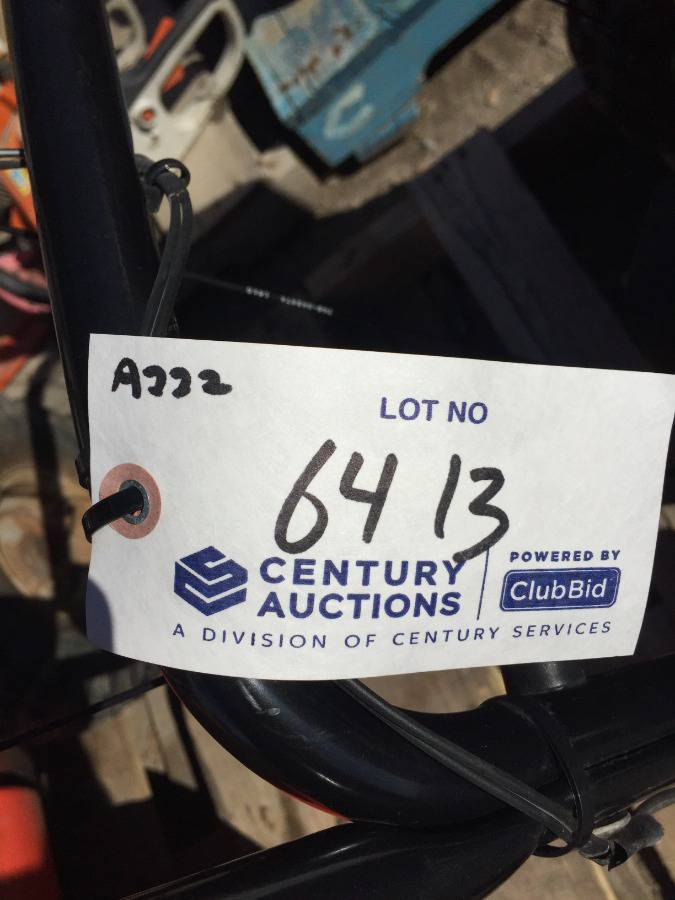 A222
LOT NO
64 13
CENTURY
AUCTIONS
POWERED BY
ClubBid
A DIVISION OF CENTURY SERVICES